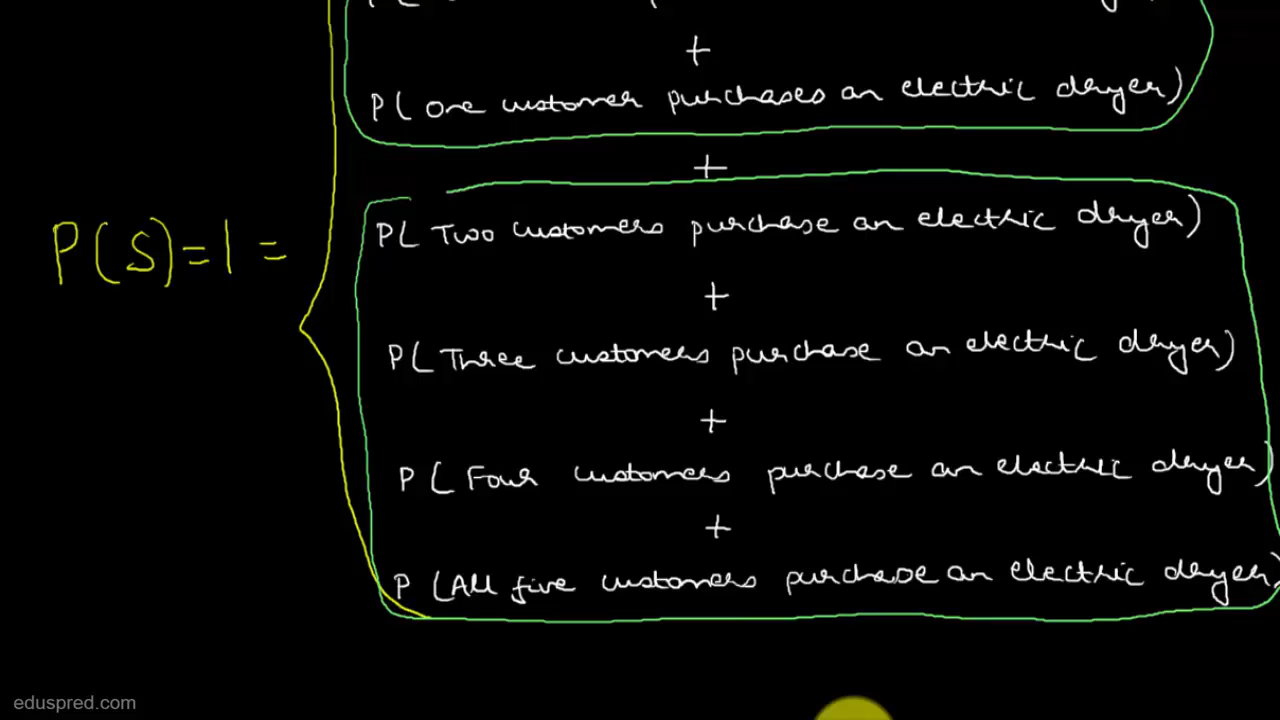 P(
+
P( one customer purchases an electric dryer)
+
P( Two customers purchase an electric dryer)
+
P(S) = 1 =
P( Three customers purchase an electric dryer)
+
P( Four customers purchase an electric dryer)
+
P (All five customers purchase an electric dryer)
eduspred.com